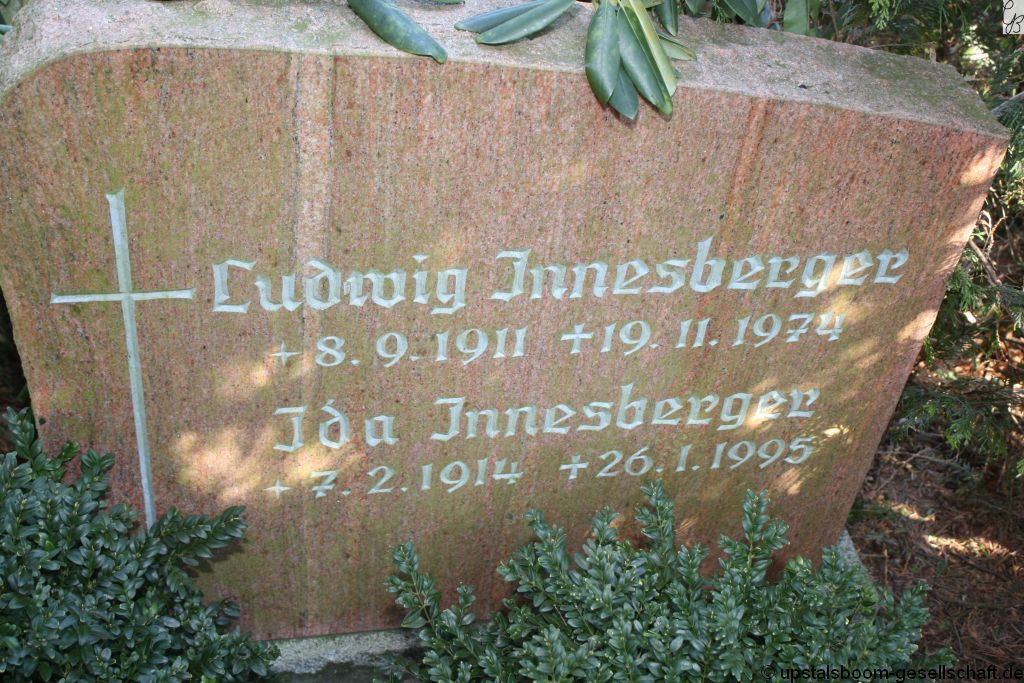 Ludwig Innesberger
+ 8. 9. 1911 + 19. 11. 1974
Ida Innesberger
+ 7. 2. 1914 + 26. 1. 1995
© upstalsboom-gesellschaft.de